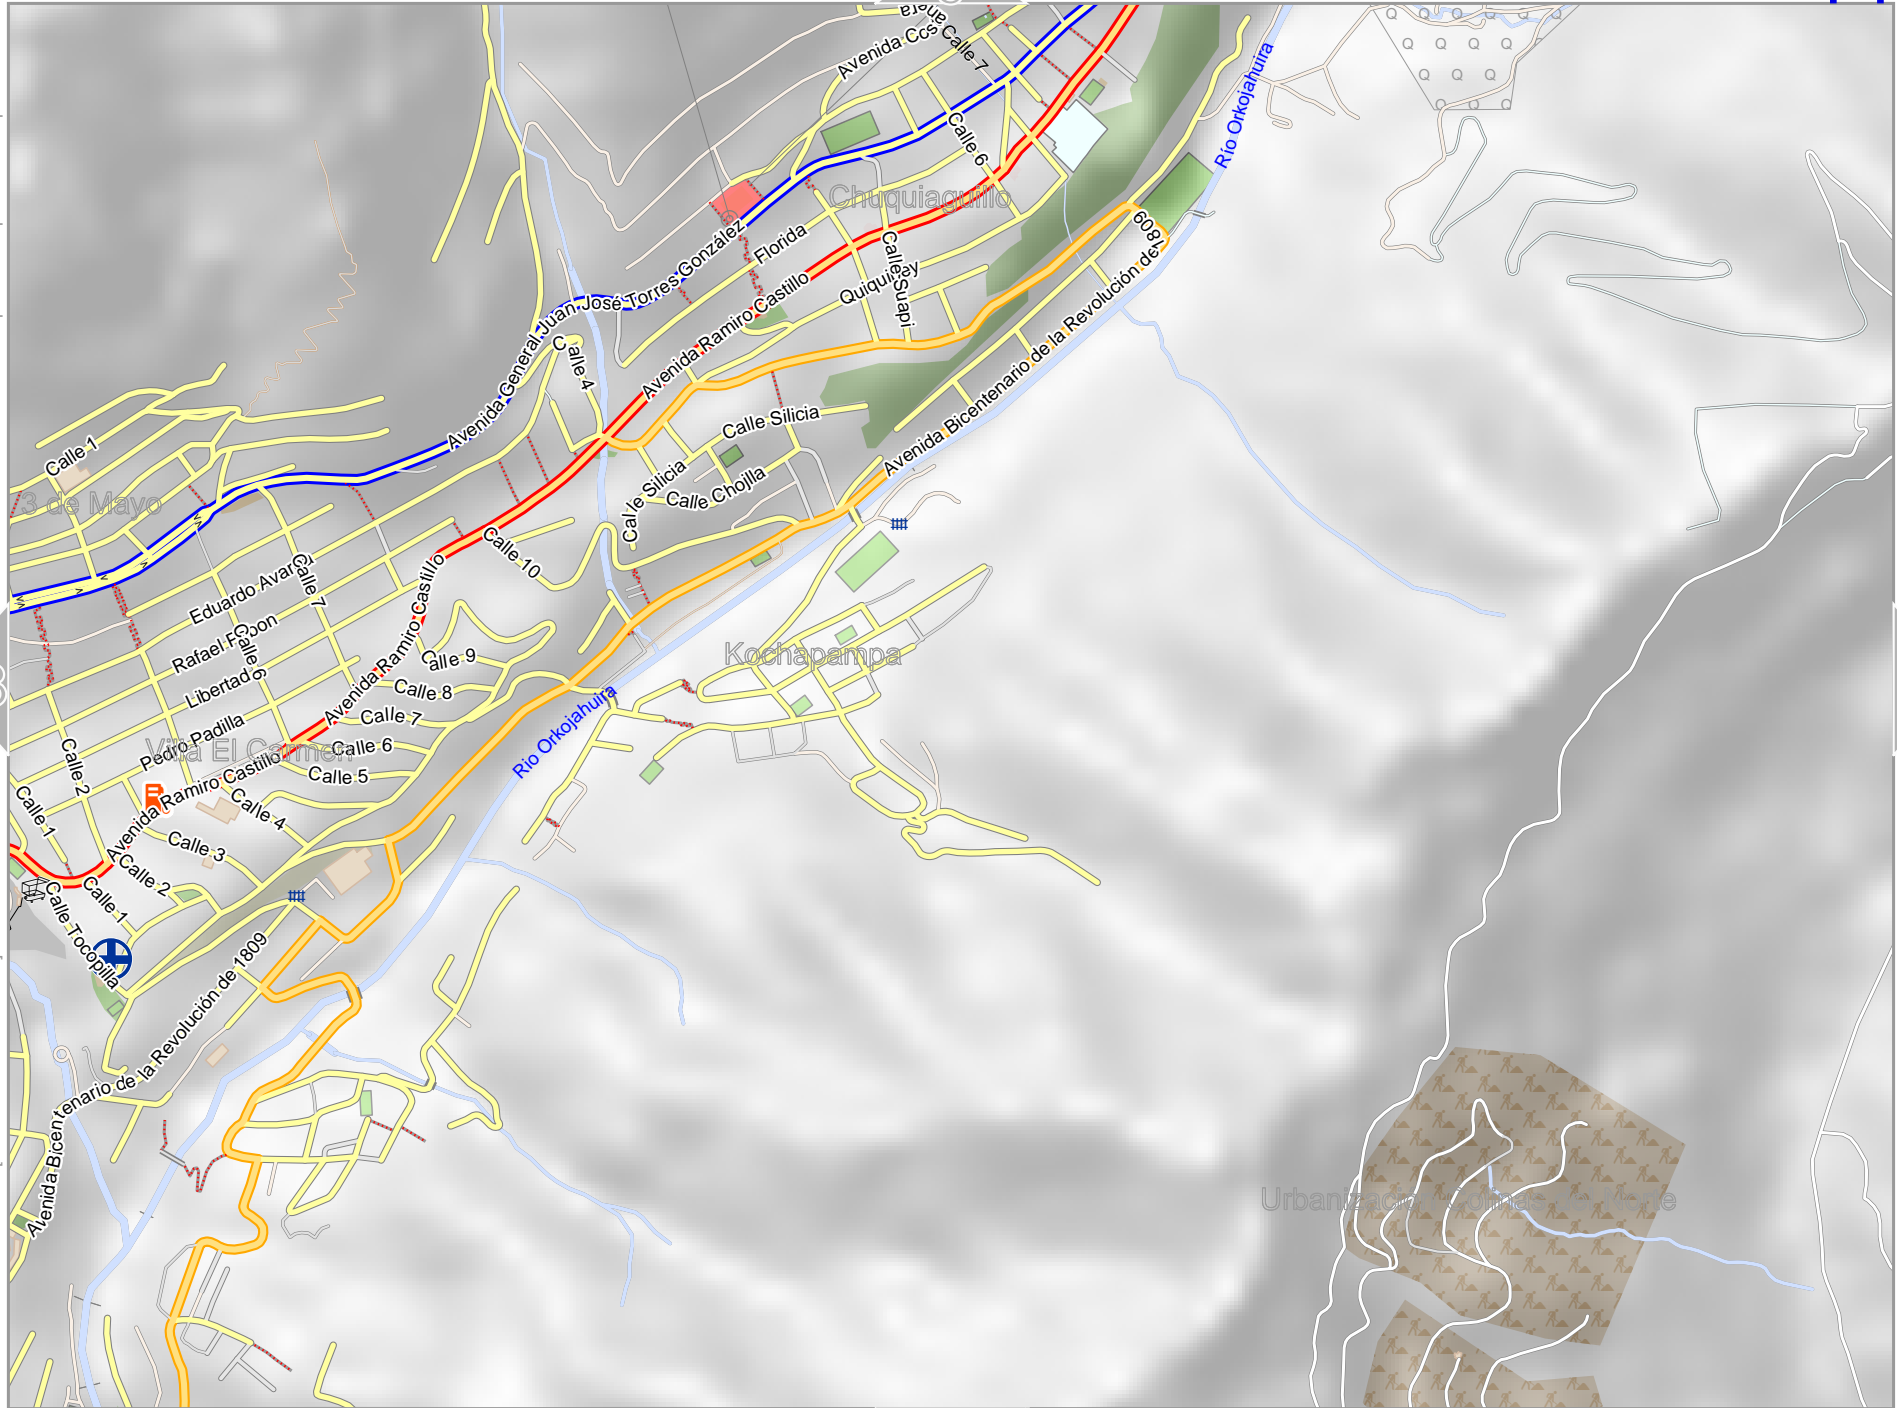 Calle 7
Avenida Ccs
Río Orkojahuira
Calle 6
Chuquiaguillo
1809
Florida
Calle Suapi
Quiquibey
Avenida General Juan José Torres González
Avenida Ramiro Castillo
Avenida Bicentenario de la Revolución de
Calle 4
Calle Silicia
Calle 1
Calle Silicia
Calle Chojlla
3 de Mayo
Calle 10
Eduardo Avaroa
Calle 7
Rafael Pabon
Calle 6
Avenida Ramiro Castillo
Calle 9
Kochapampa
Libertad
Calle 8
Río Orkojahuira
Calle 7
Pedro Padilla
Calle 6
Villa El Carmen
Calle 2
Calle 5
Avenida Ramiro Castillo
Calle 1
Calle 4
Calle 3
Calle 2
Calle 1
Calle Tocopilla
Avenida Bicentenario de la Revolución de 1809
Urbanización Colinas del Norte